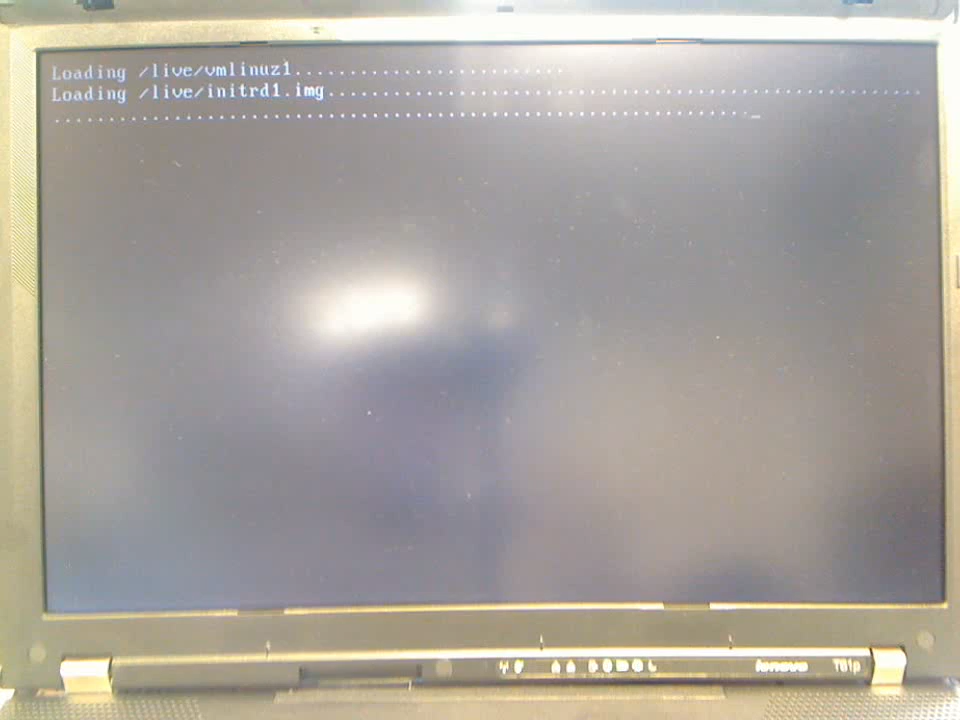 Loading /live/vmlinuz1..........................
Loading /live/initrd1.img.......................................................
................................................................_
lenovo T61p